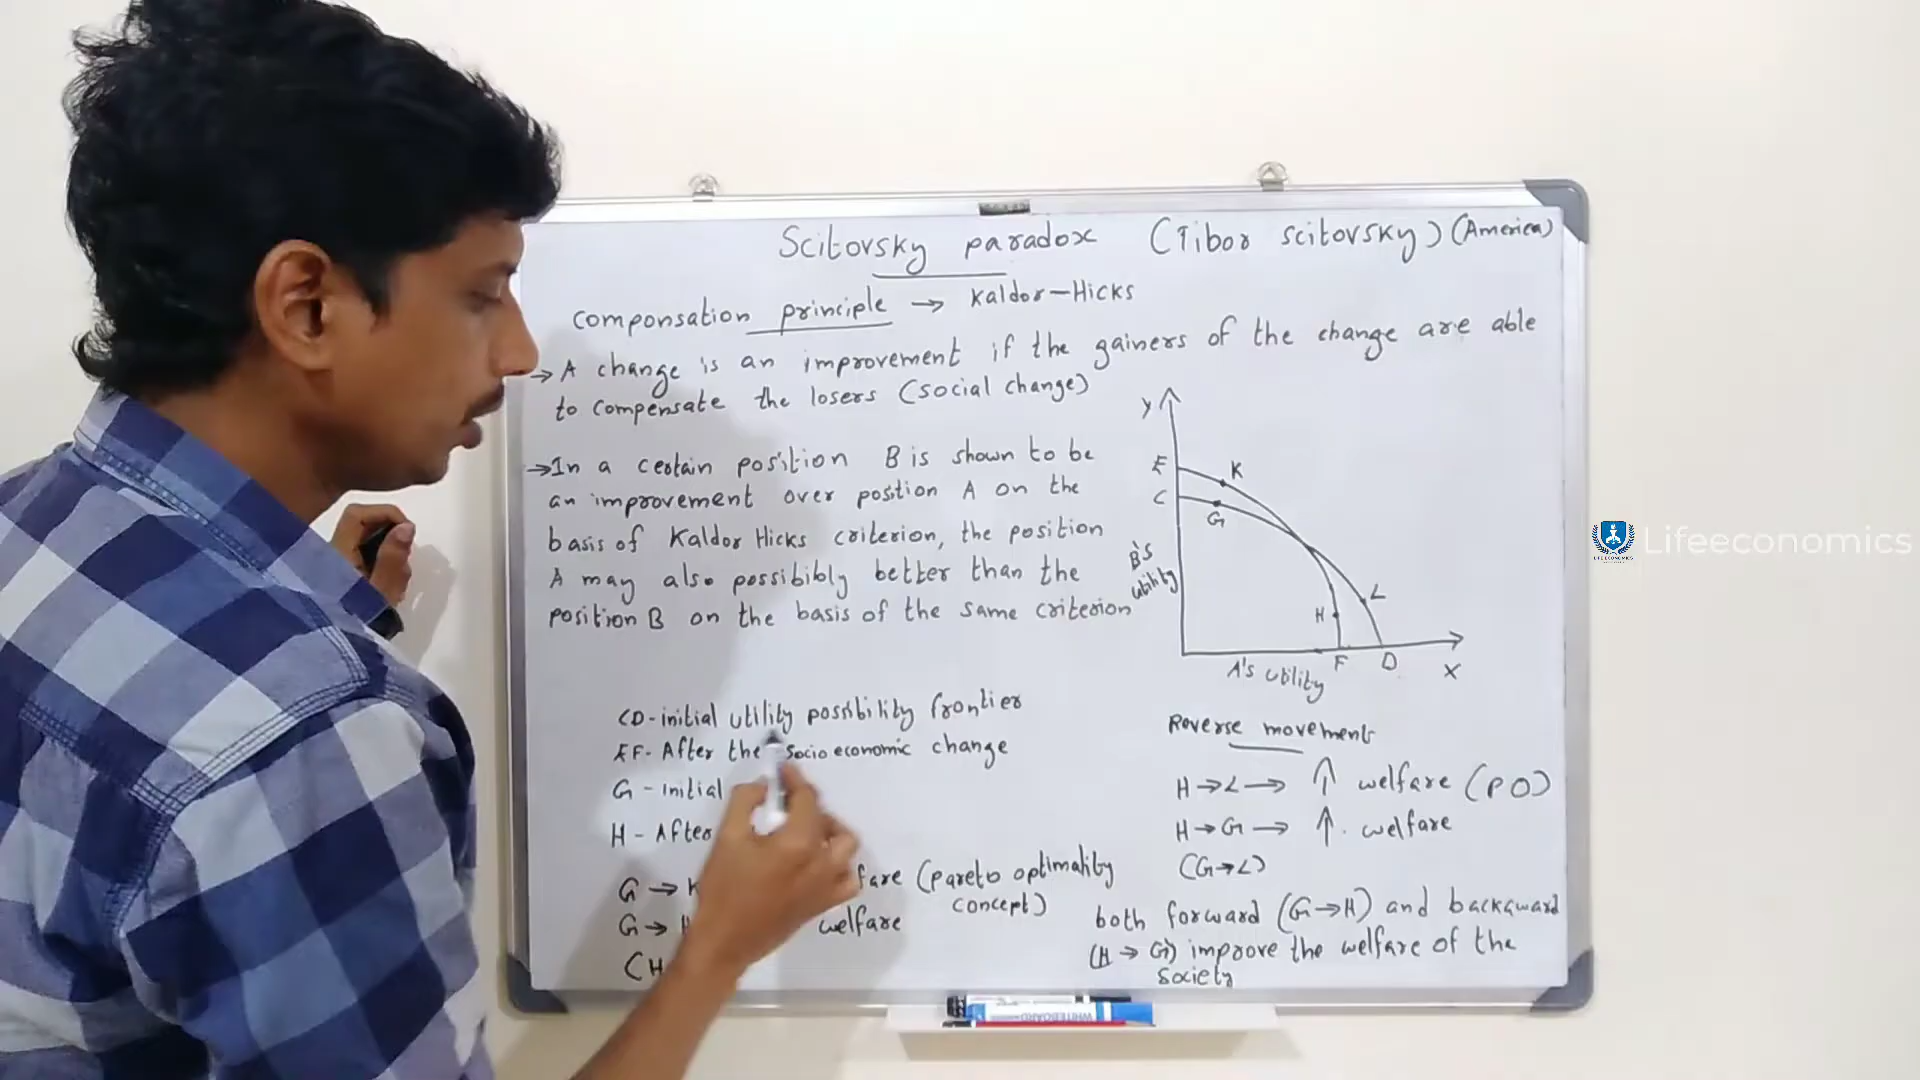 Scitovsky paradox (Tibor scitovsky) (America)
componsation principle → Kaldor-Hicks
→ A change is an improvement if the gainers of the change are able
to compensate the losers (social change)
→ In a certain position B is shown to be
an improvement over position A on the
basis of Kaldor Hicks criterion, the position
A may also possibibly better than the
position B on the basis of the same criterion
Y
E
K
C
G
B's
utility
L
H
F
D
X
A's utility
CD - initial utility possibility frontier
EF - After the socio economic change
G - initial
H - After
G → K
fare (pareto optimality
concept)
G → H
welfare
(H
Reverse movement
H → L → ↑ welfare (PO)
H → G → ↑ welfare
(G → L)
both forward (G → H) and backqward
(H → G) improve the welfare of the
society
WHITEBOARD
Lifeeconomics
LIFE ECONOMICS